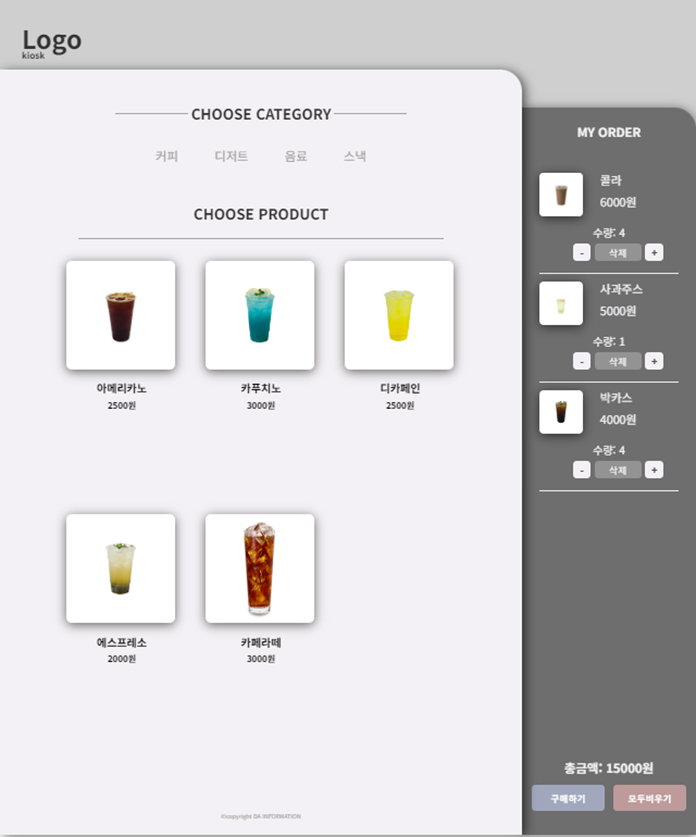 Logo
kiosk
CHOOSE CATEGORY
커피 디저트 음료 스낵
CHOOSE PRODUCT
아메리카노
2500원
카푸치노
3000원
디카페인
2500원
에스프레소
2000원
카페라떼
3000원
©copyright DA INFORMATION
MY ORDER
콜라
6000원
수량: 4
- 삭제 +
사과주스
5000원
수량: 1
- 삭제 +
박카스
4000원
수량: 4
- 삭제 +
총금액: 15000원
구매하기 모두비우기